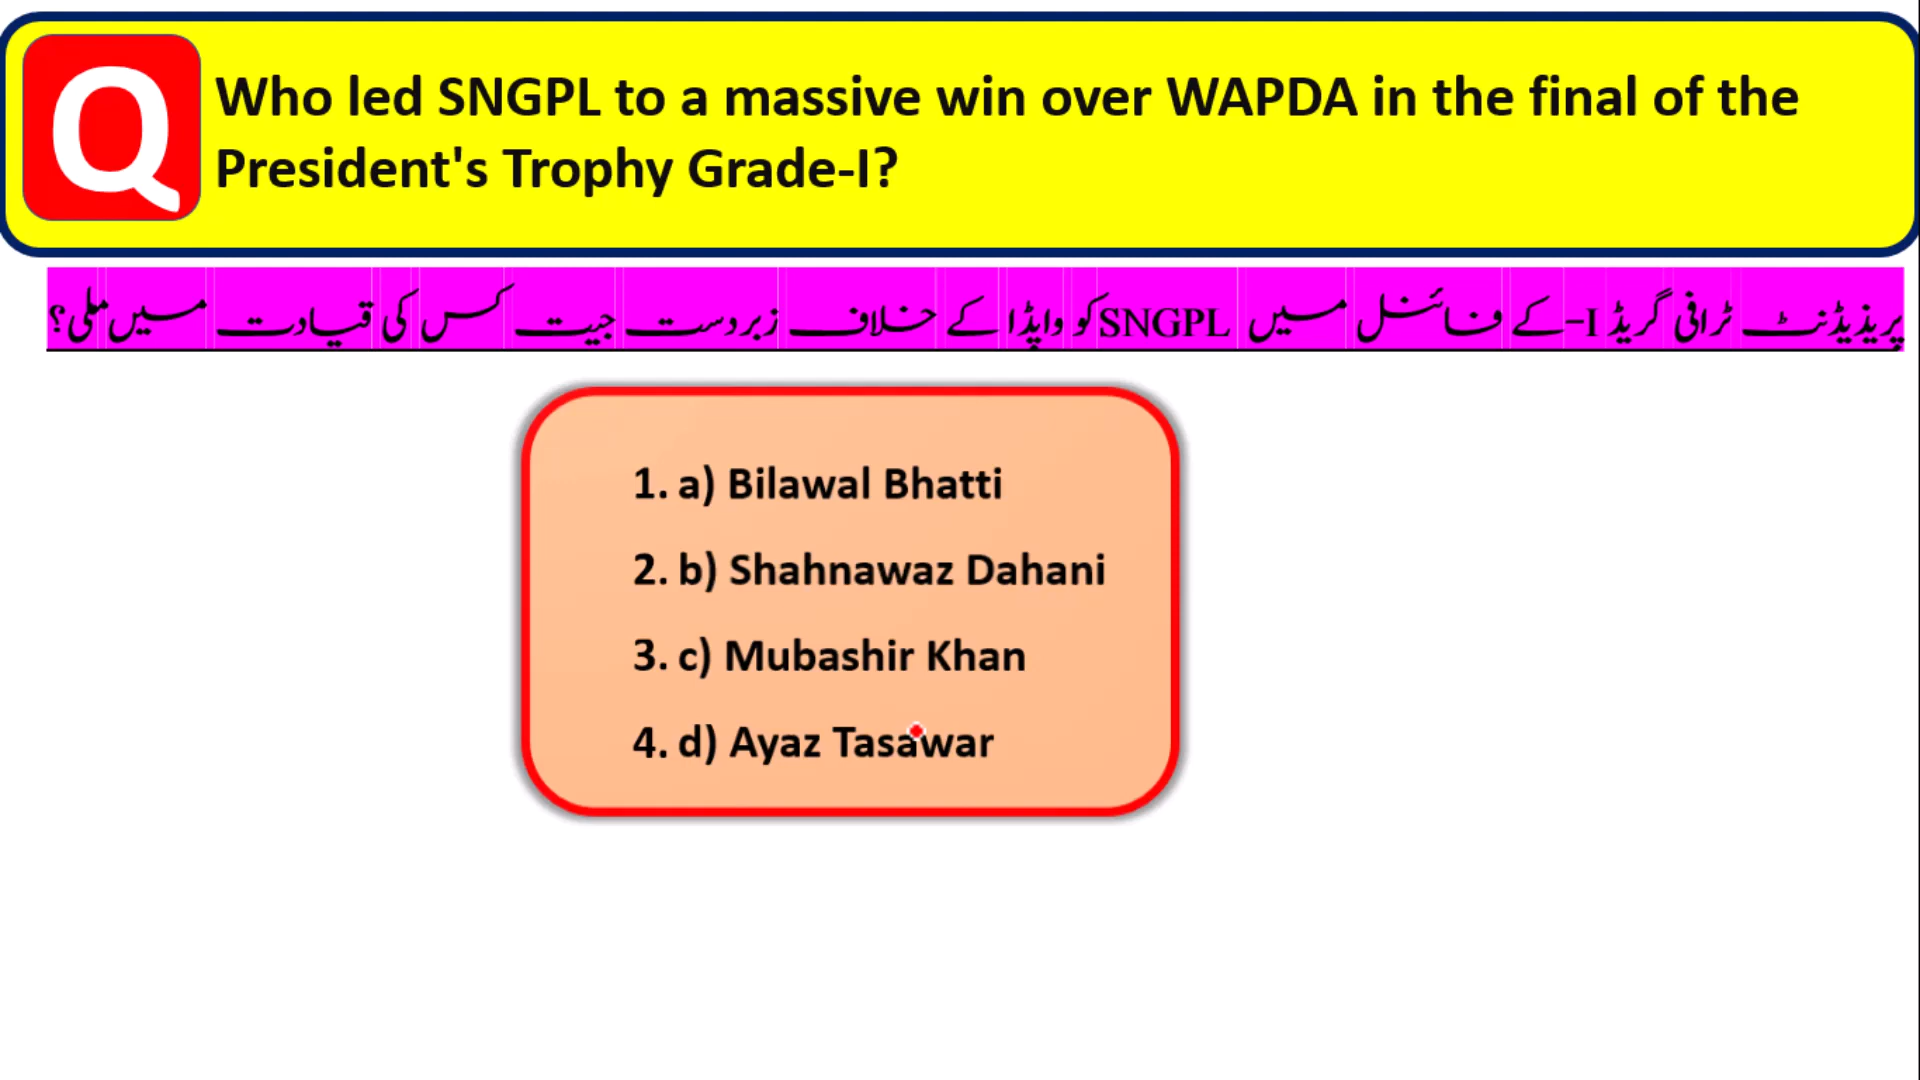 Q
Who led SNGPL to a massive win over WAPDA in the final of the
President's Trophy Grade-I?
پریذیڈنٹ ٹرافی گریڈ I-کے فائنل میں SNGPLکو واپڈا کے خلاف زبردست جیت کس کی قیادت میں ملی؟
1. a) Bilawal Bhatti
2. b) Shahnawaz Dahani
3. c) Mubashir Khan
4. d) Ayaz Tasawar